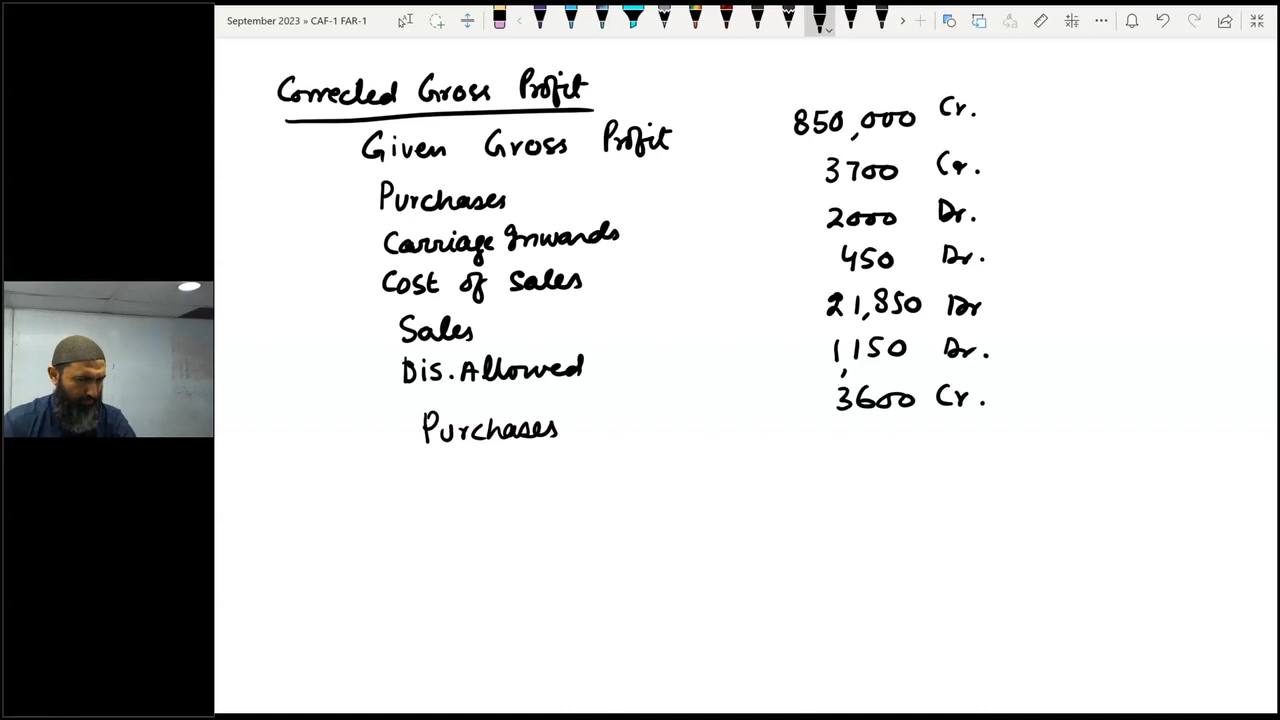 September 2023 » CAF-1 FAR-1
Corrected Gross Profit
Given Gross Profit 850,000 Cr.
Purchases 3700 Cr.
Carriage Inwards 2000 Dr.
Cost of Sales 450 Dr.
Sales 21,850 Dr
Dis. Allowed 1,150 Dr.
Purchases 3600 Cr.